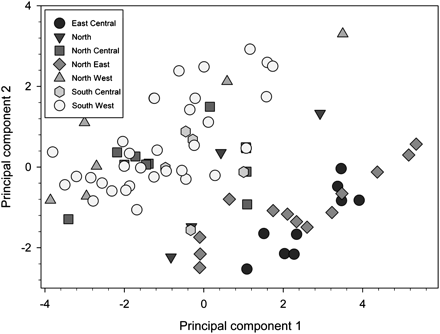 4
2
0
-2
Principal component 2
East Central
North
North Central
North East
North West
South Central
South West
-4
-2
0
2
4
Principal component 1